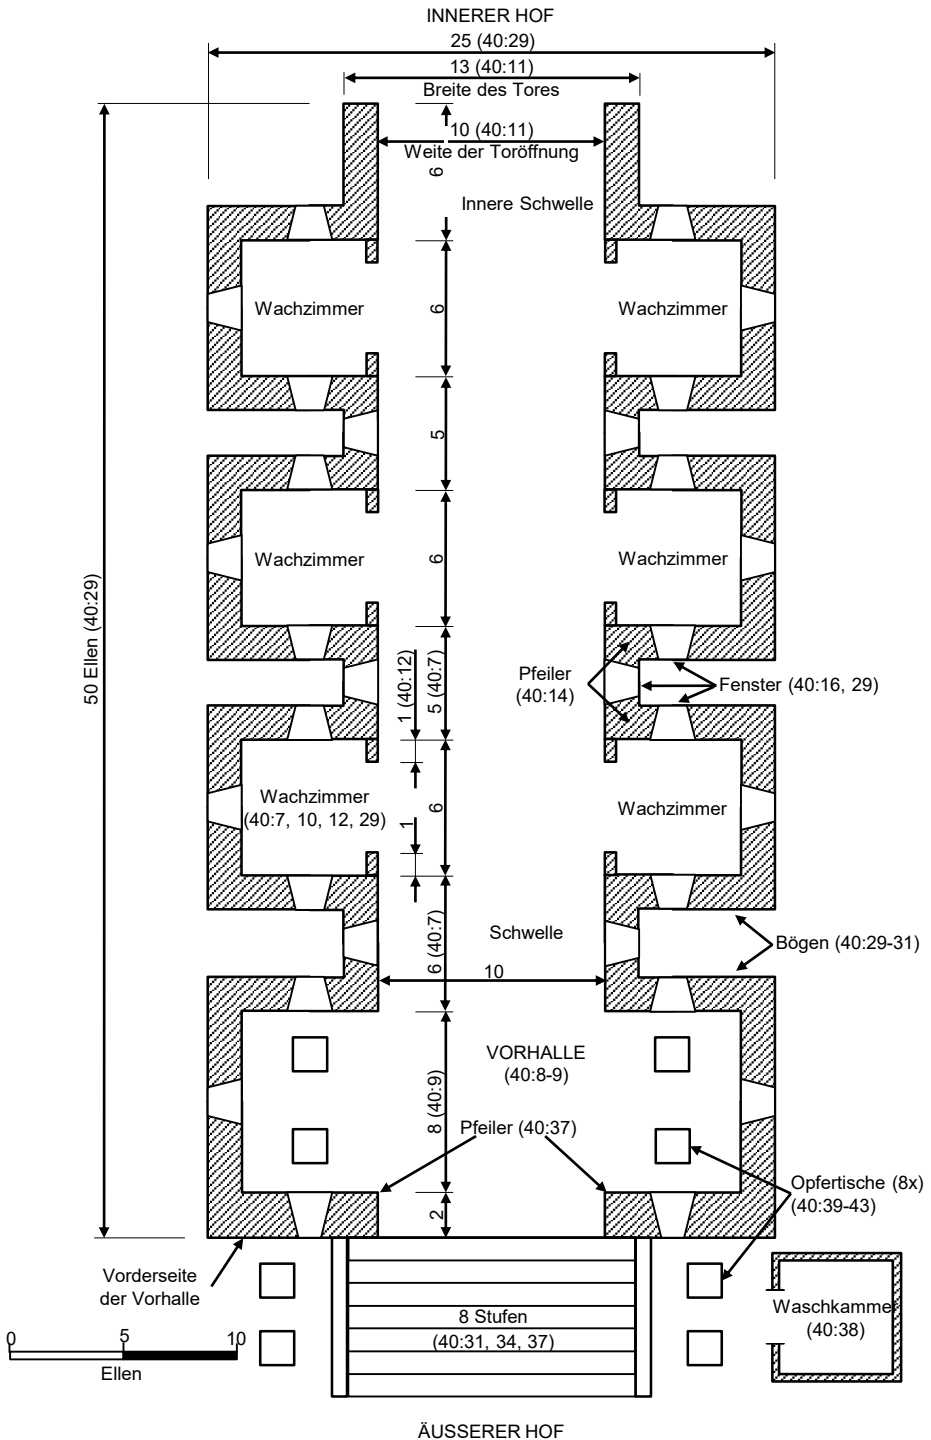 INNERER HOF
25 (40:29)
13 (40:11)
Breite des Tores
10 (40:11)
Weite der Toröffnung
6
Innere Schwelle
Wachzimmer
6
Wachzimmer
5
Wachzimmer
6
Wachzimmer
50 Ellen (40:29)
1 (40:12)
5 (40:7)
Pfeiler
(40:14)
Fenster (40:16, 29)
Wachzimmer
(40:7, 10, 12, 29)
1
6
Wachzimmer
6 (40:7)
Schwelle
Bögen (40:29-31)
10
VORHALLE
(40:8-9)
8 (40:9)
Pfeiler (40:37)
Opfertische (8x)
(40:39-43)
2
Vorderseite
der Vorhalle
8 Stufen
(40:31, 34, 37)
Waschkammer
(40:38)
0 5 10
Ellen
ÄUSSERER HOF